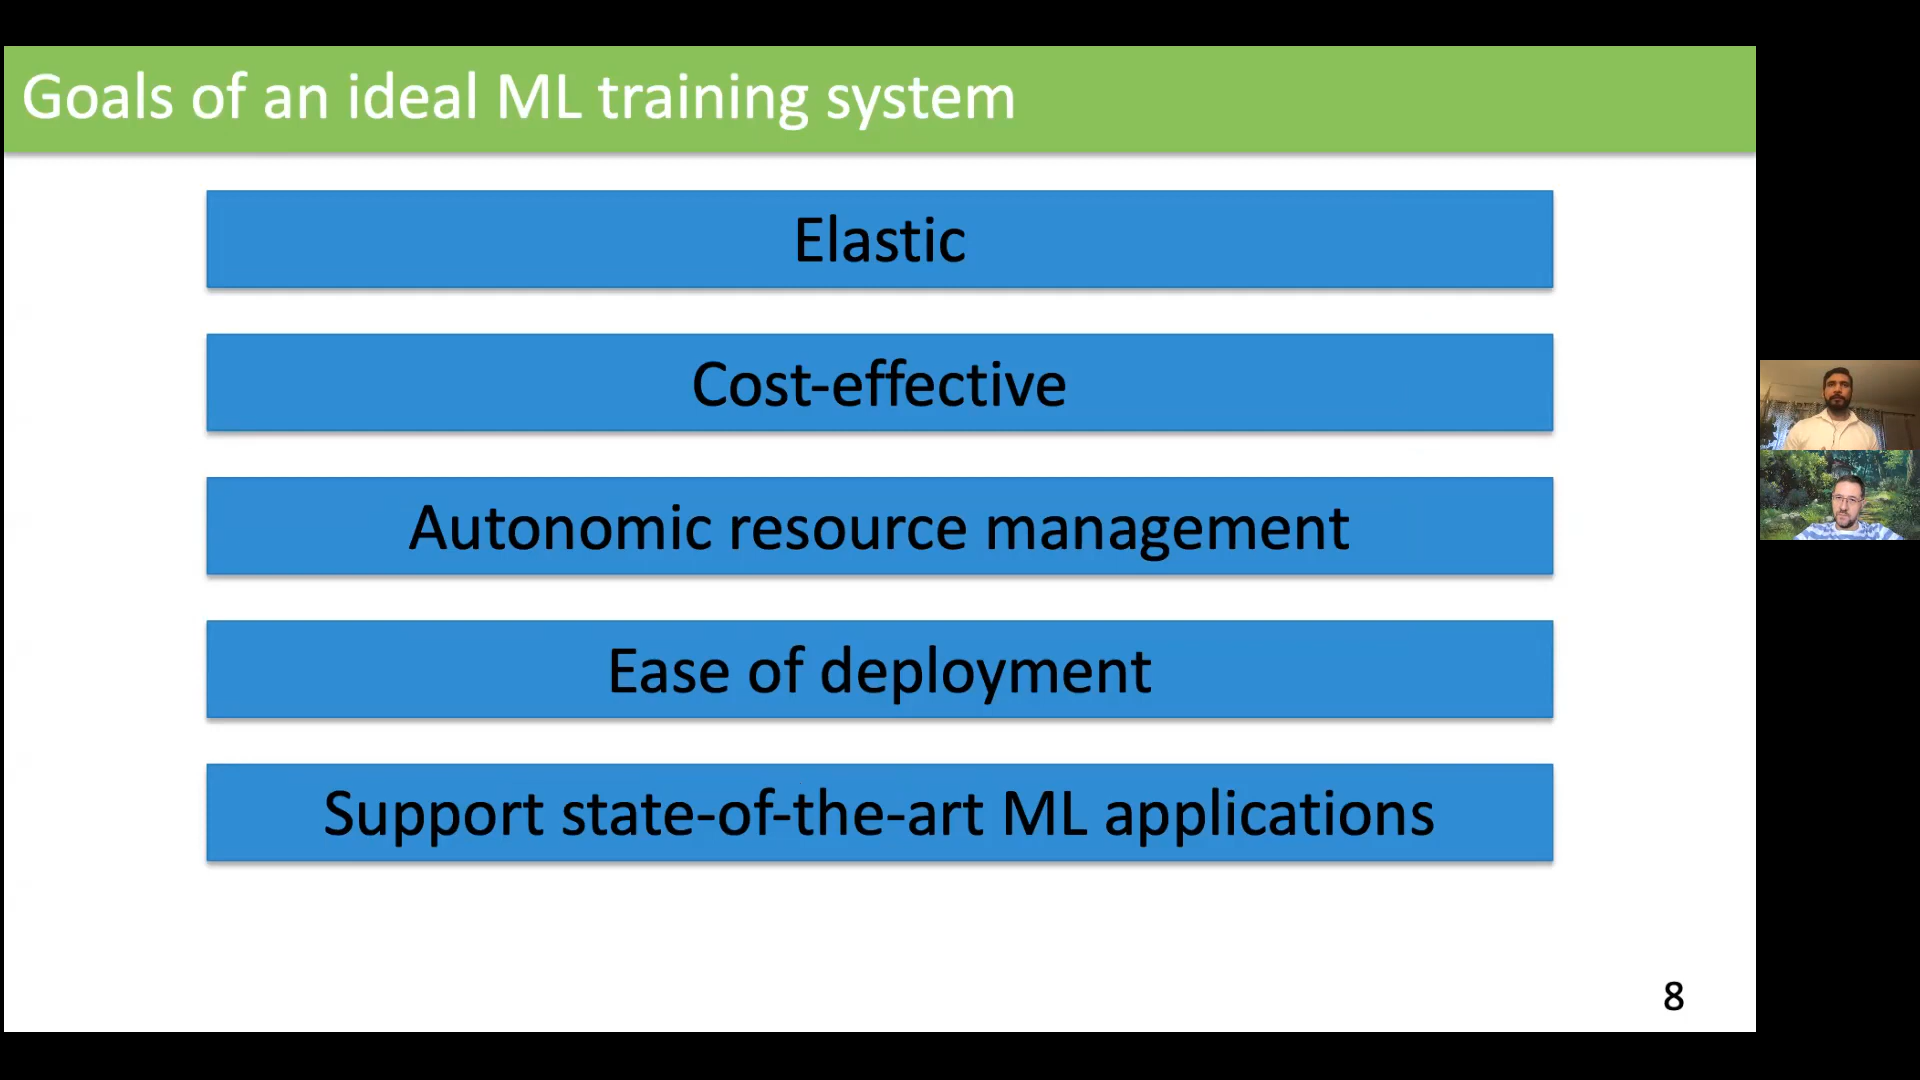 Goals of an ideal ML training system
Elastic
Cost-effective
Autonomic resource management
Ease of deployment
Support state-of-the-art ML applications
8